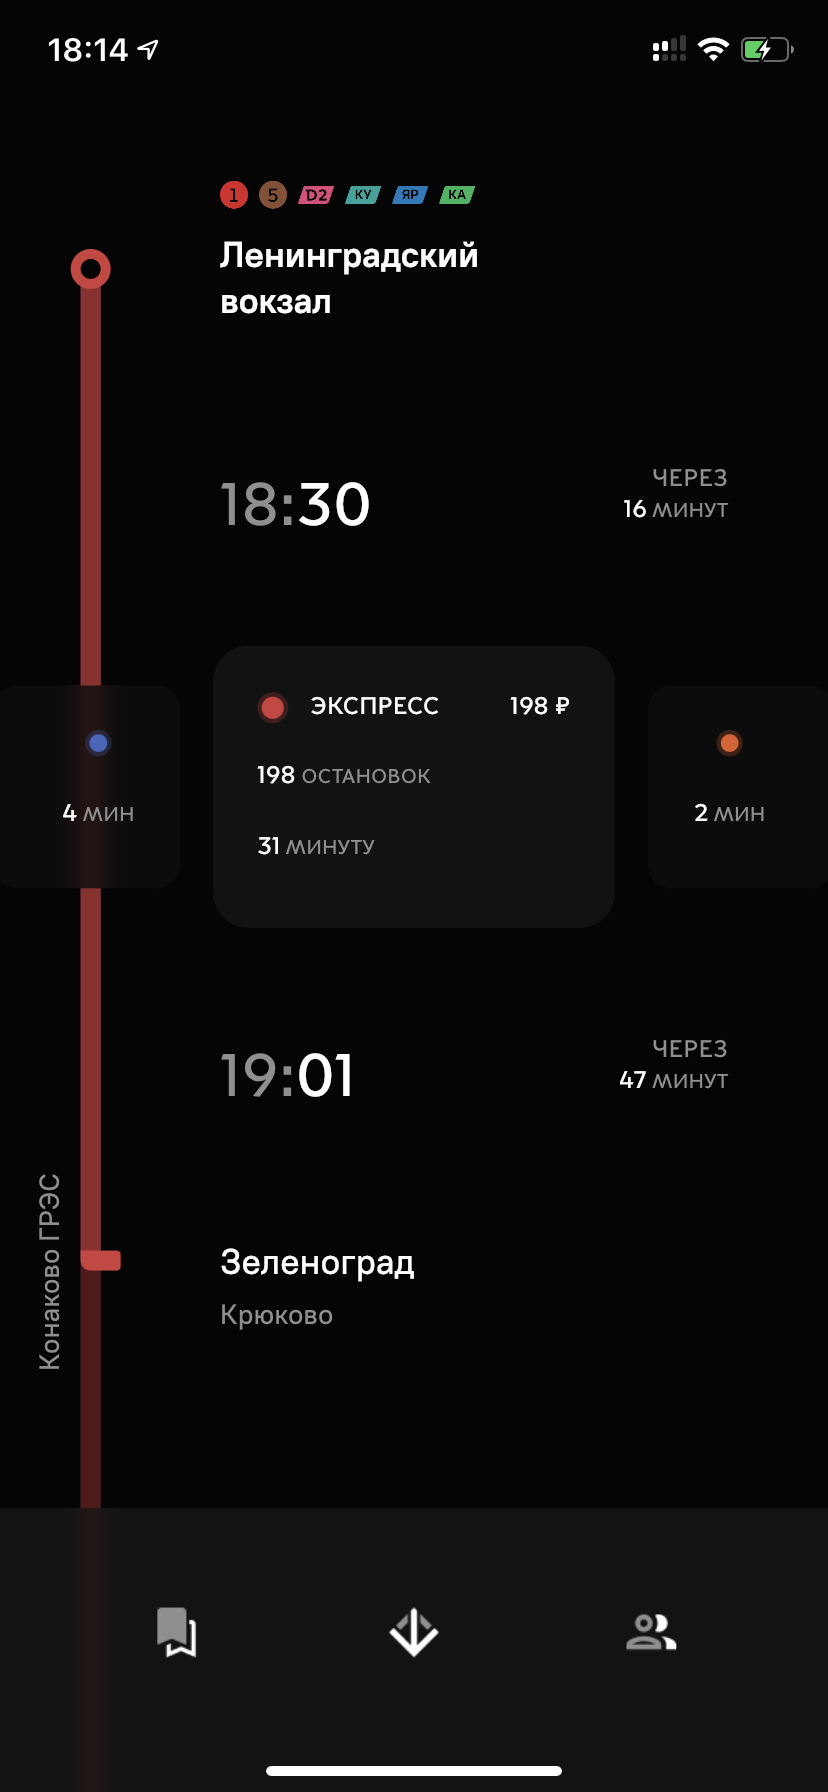 18:14
1 5 D2 КУ ЯР КА
Ленинградский
вокзал
18:30
ЧЕРЕЗ
16 МИНУТ
4 МИН
ЭКСПРЕСС 198 ₽
198 ОСТАНОВОК
31 МИНУТУ
2 МИН
19:01
ЧЕРЕЗ
47 МИНУТ
Конаково ГРЭС
Зеленоград
Крюково